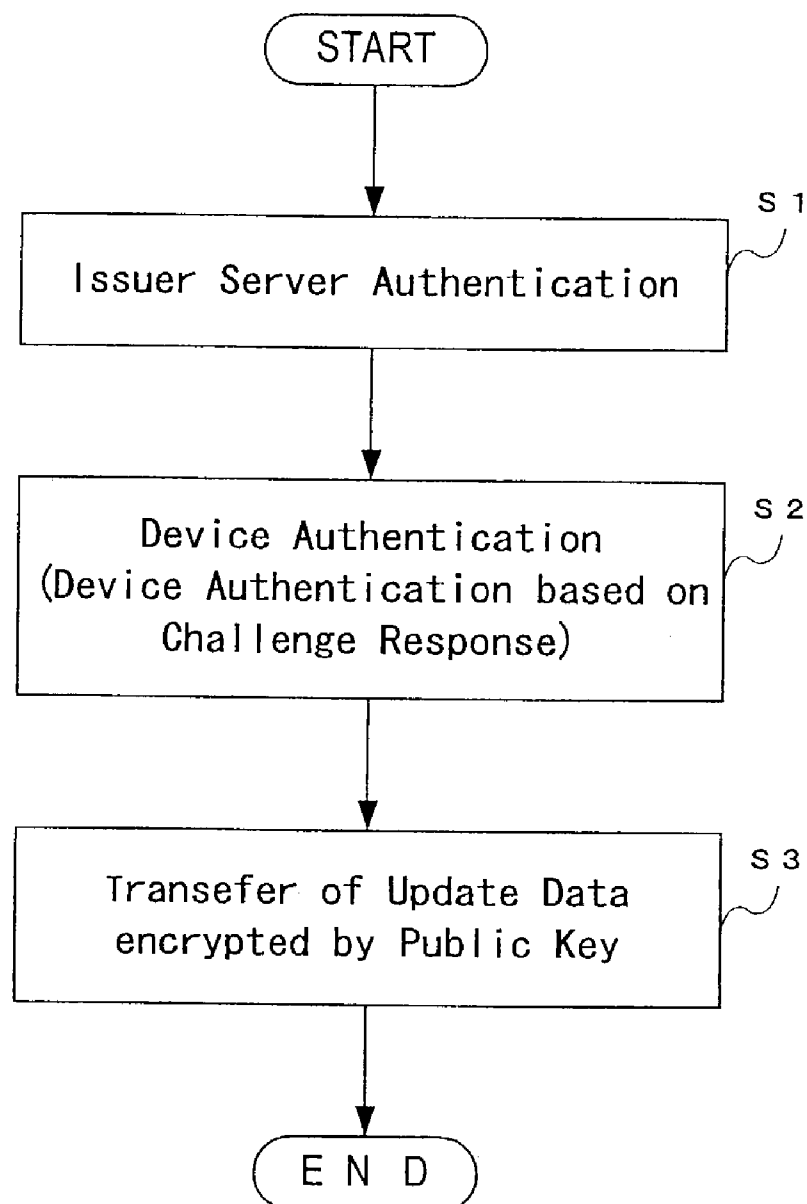 START
S 1
Issuer Server Authentication
S 2
Device Authentication
(Device Authentication based on
Challenge Response)
S 3
Transefer of Update Data
encrypted by Public Key
E N D